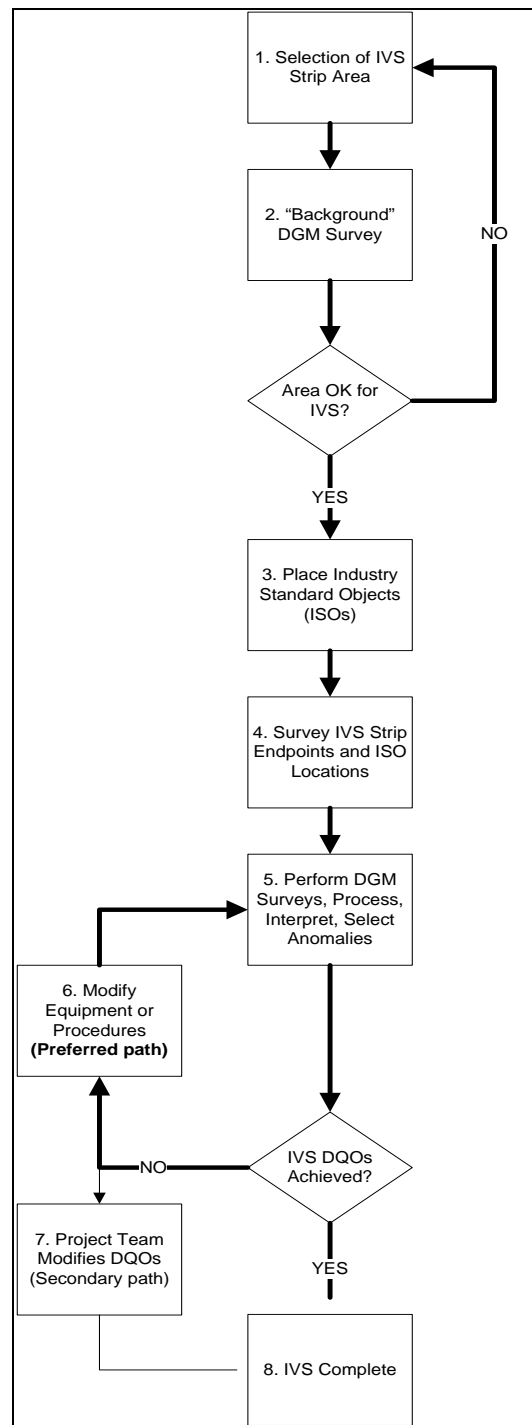 1. Selection of IVS
Strip Area
2. “Background”
DGM Survey
NO
Area OK for
IVS?
YES
3. Place Industry
Standard Objects
(ISOs)
4. Survey IVS Strip
Endpoints and ISO
Locations
5. Perform DGM
Surveys, Process,
Interpret, Select
Anomalies
6. Modify
Equipment or
Procedures
(Preferred path)
IVS DQOs
Achieved?
NO
7. Project Team
Modifies DQOs
(Secondary path)
YES
8. IVS Complete